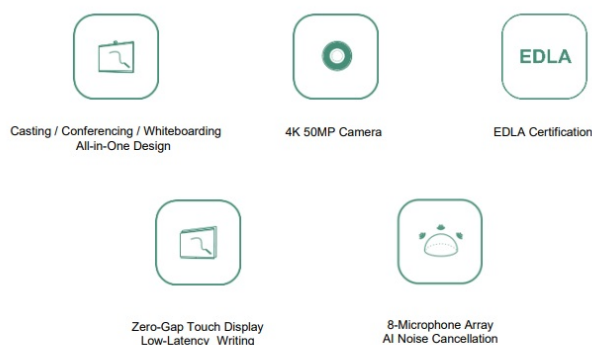 EDLA
Casting / Conferencing / Whiteboarding
All-in-One Design
4K 50MP Camera
EDLA Certification
Zero-Gap Touch Display
Low-Latency Writing
8-Microphone Array
AI Noise Cancellation